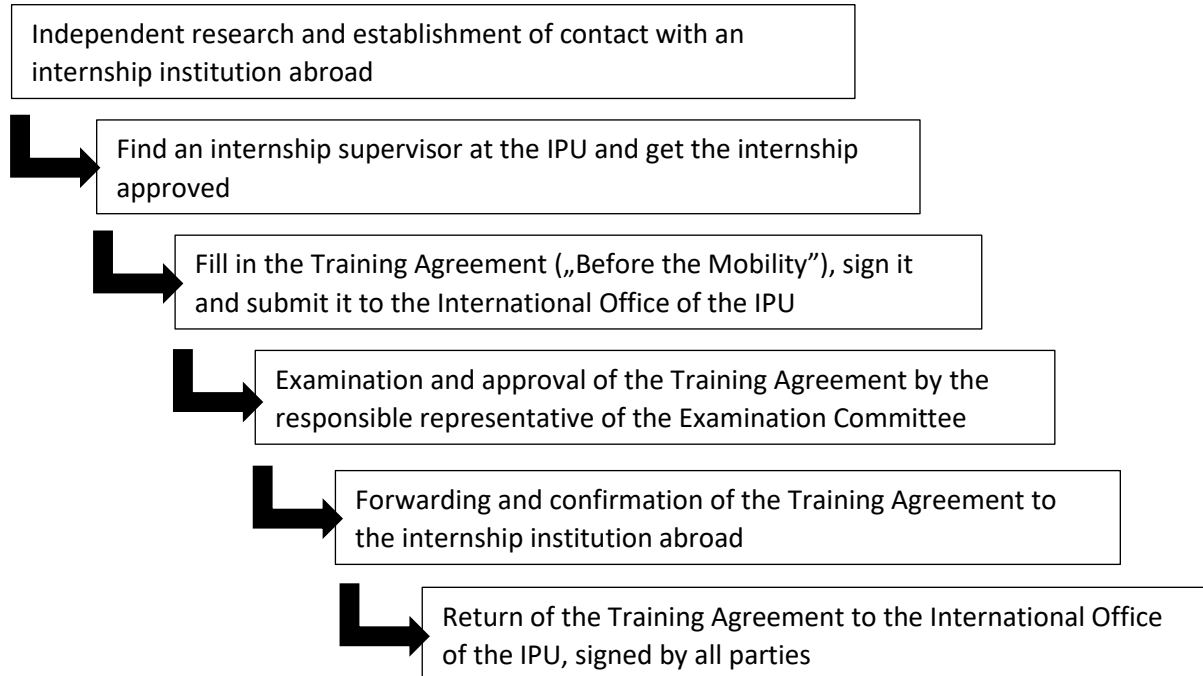 Independent research and establishment of contact with an
internship institution abroad
Find an internship supervisor at the IPU and get the internship
approved
Fill in the Training Agreement („Before the Mobility”), sign it
and submit it to the International Office of the IPU
Examination and approval of the Training Agreement by the
responsible representative of the Examination Committee
Forwarding and confirmation of the Training Agreement to
the internship institution abroad
Return of the Training Agreement to the International Office
of the IPU, signed by all parties